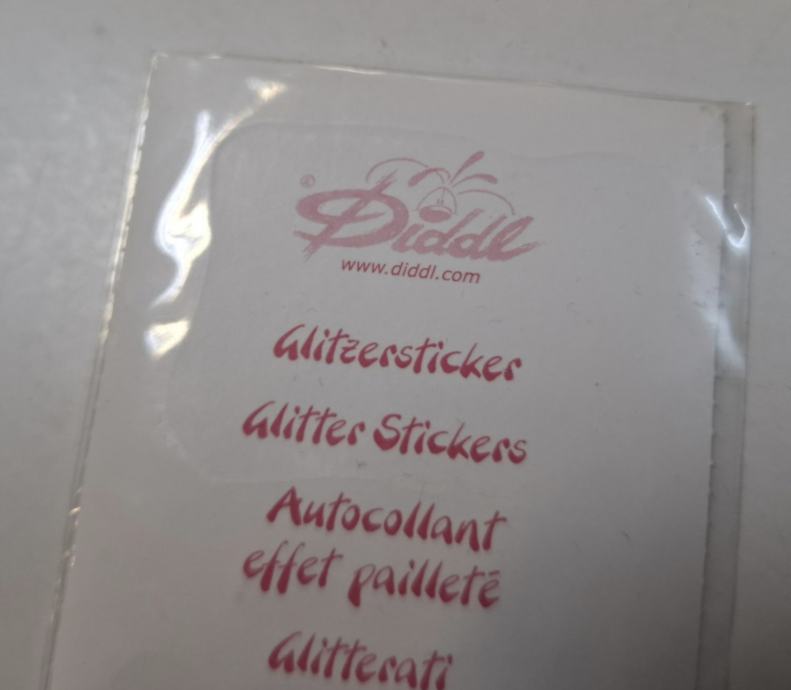 ®
Diddl
www.diddl.com
Glitzersticker
Glitter Stickers
Autocollant
effet pailleté
Glitterati